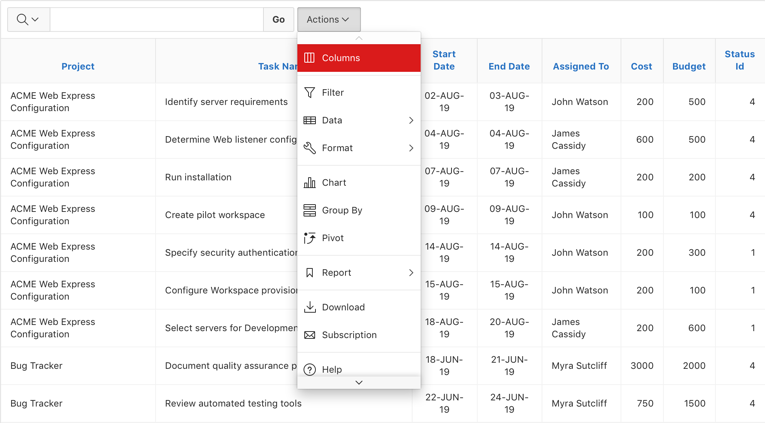 Go
Actions
Project
Task Na
Start
Date
End Date
Assigned To
Cost
Budget
Status
Id
Columns
Filter
Data
Format
Chart
Group By
Pivot
Report
Download
Subscription
Help
ACME Web Express
Configuration
Identify server requirements
02-AUG-
19
03-AUG-
19
John Watson
200
500
4
ACME Web Express
Configuration
Determine Web listener config
04-AUG-
19
04-AUG-
19
James
Cassidy
600
500
4
ACME Web Express
Configuration
Run installation
07-AUG-
19
07-AUG-
19
James
Cassidy
200
200
4
ACME Web Express
Configuration
Create pilot workspace
09-AUG-
19
09-AUG-
19
John Watson
100
100
4
ACME Web Express
Configuration
Specify security authentication
14-AUG-
19
14-AUG-
19
John Watson
200
300
1
ACME Web Express
Configuration
Configure Workspace provision
15-AUG-
19
15-AUG-
19
John Watson
200
100
1
ACME Web Express
Configuration
Select servers for Developmen
18-AUG-
19
20-AUG-
19
James
Cassidy
200
600
1
Bug Tracker
Document quality assurance p
18-JUN-
19
21-JUN-
19
Myra Sutcliff
3000
2000
4
Bug Tracker
Review automated testing tools
22-JUN-
19
24-JUN-
19
Myra Sutcliff
750
1500
4